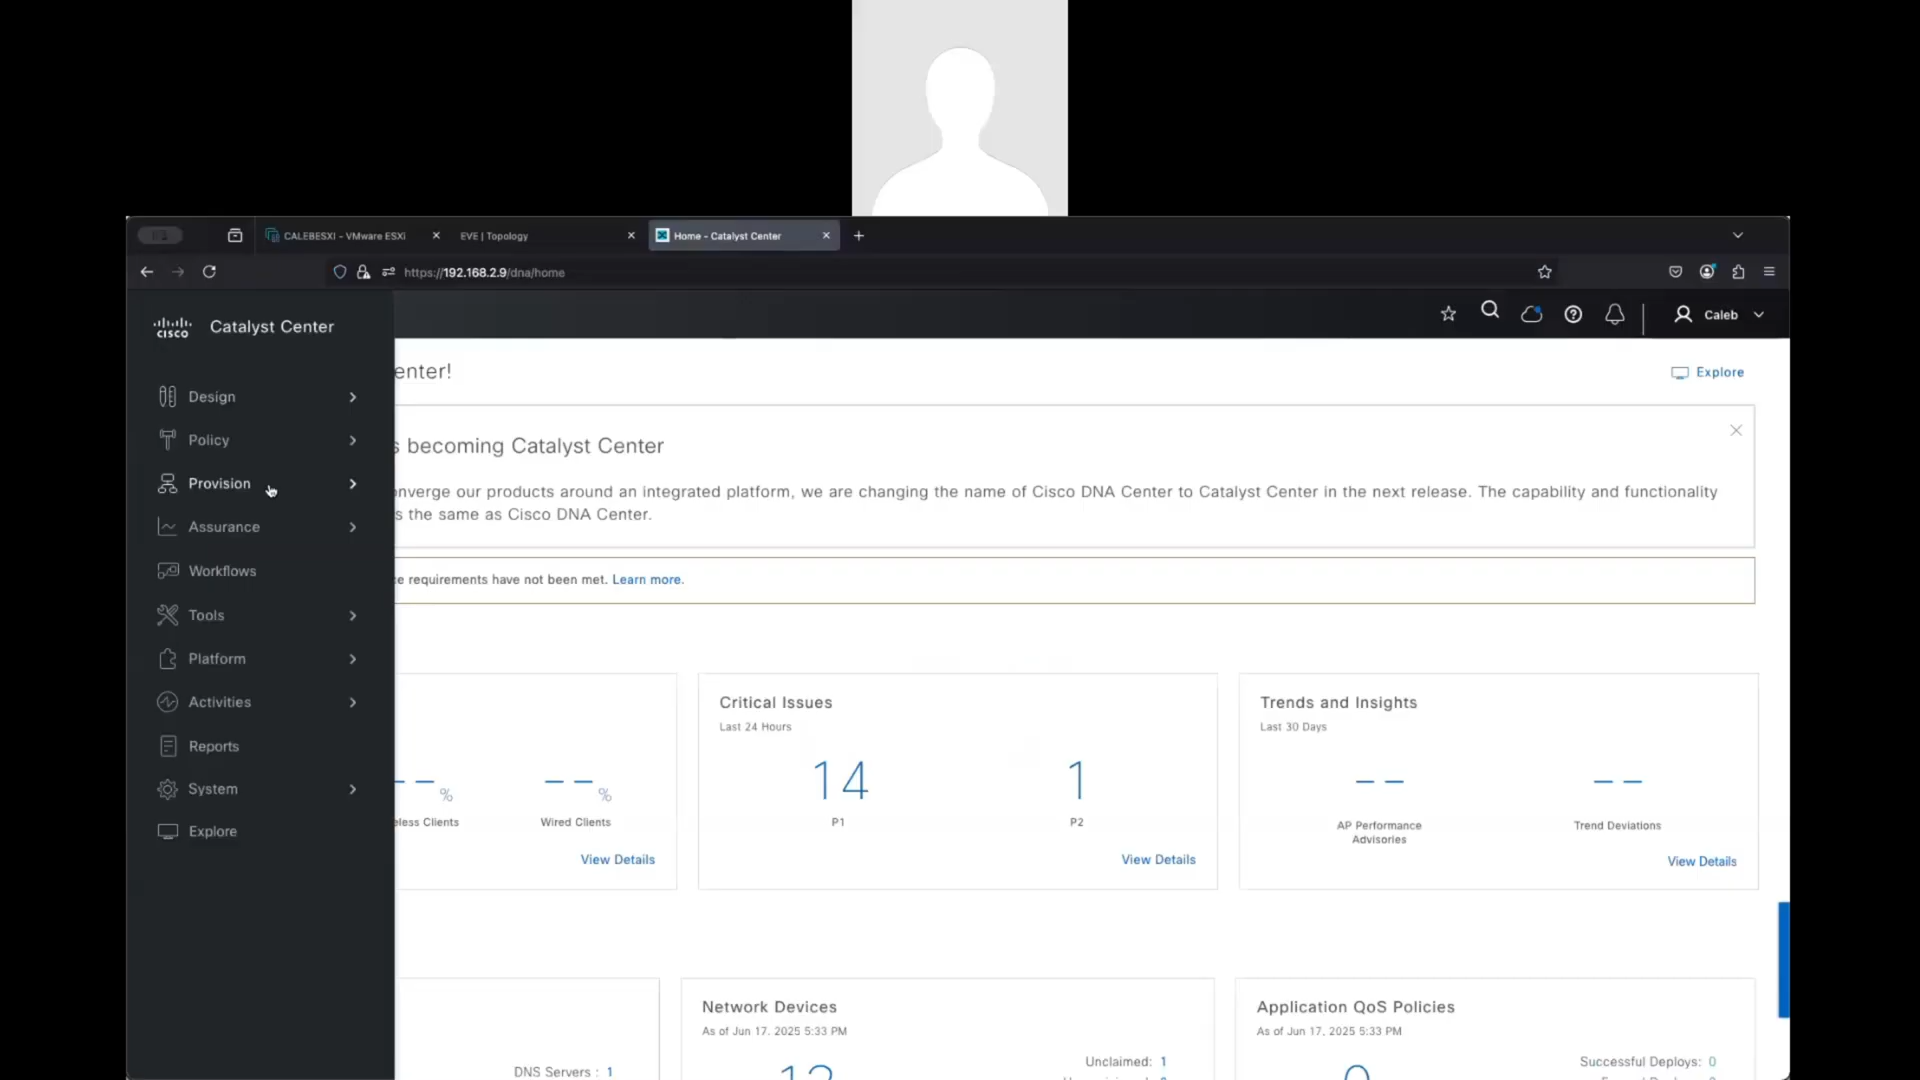 CALEBESXI - VMware ESXi
EVE | Topology
Home - Catalyst Center
https://192.168.2.9/dna/home
cisco Catalyst Center
Caleb
Design
Policy
Provision
Assurance
Workflows
Tools
Platform
Activities
Reports
System
Explore
enter!
Explore
s becoming Catalyst Center
nverge our products around an integrated platform, we are changing the name of Cisco DNA Center to Catalyst Center in the next release. The capability and functionality
s the same as Cisco DNA Center.
ce requirements have not been met. Learn more.
-- %
-- %
eless Clients
Wired Clients
View Details
Critical Issues
Last 24 Hours
14
1
P1
P2
View Details
Trends and Insights
Last 30 Days
--
--
AP Performance
Advisories
Trend Deviations
View Details
DNS Servers : 1
Network Devices
As of Jun 17, 2025 5:33 PM
Unclaimed: 1
Application QoS Policies
As of Jun 17, 2025 5:33 PM
Successful Deploys: 0